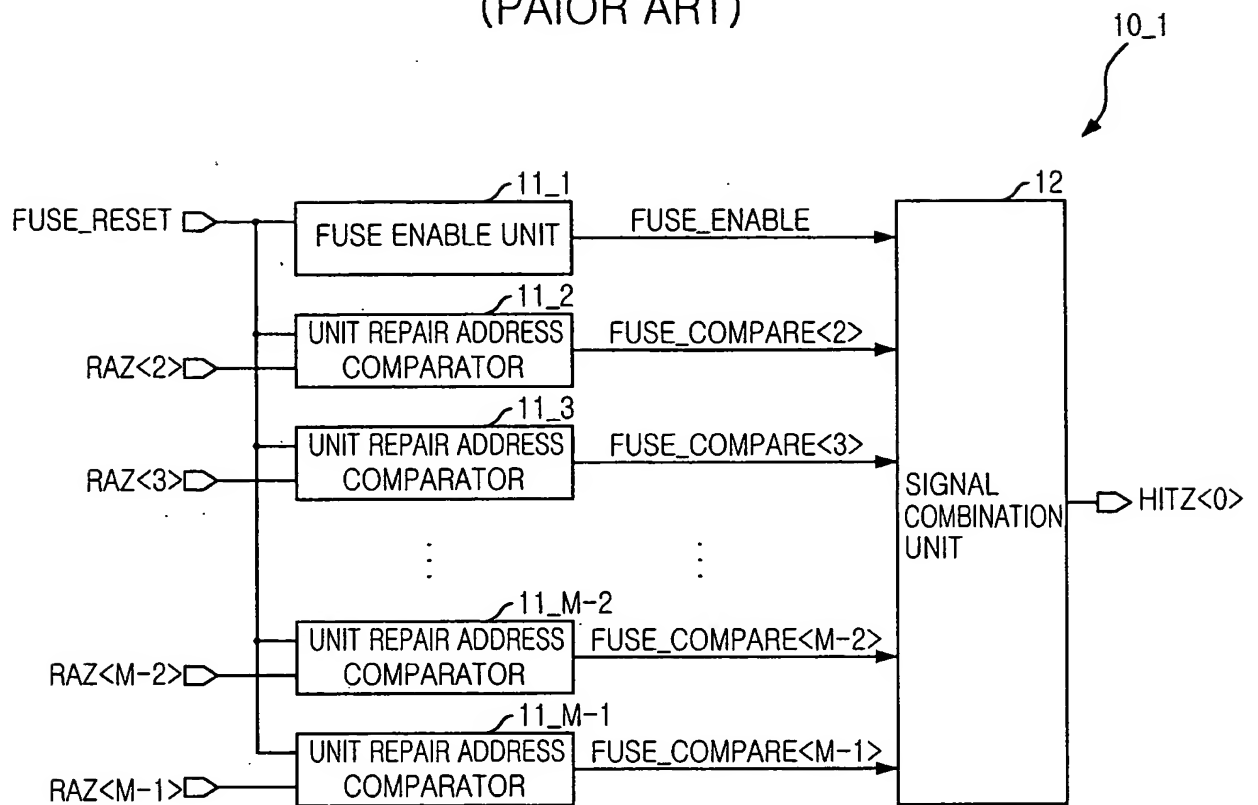 (PAIOR ART)
10_1
11_1
12
FUSE_RESET
FUSE ENABLE UNIT
FUSE_ENABLE
11_2
UNIT REPAIR ADDRESS
COMPARATOR
FUSE_COMPARE<2>
RAZ<2>
11_3
UNIT REPAIR ADDRESS
COMPARATOR
FUSE_COMPARE<3>
RAZ<3>
SIGNAL
COMBINATION
UNIT
HITZ<0>
11_M-2
UNIT REPAIR ADDRESS
COMPARATOR
FUSE_COMPARE<M-2>
RAZ<M-2>
11_M-1
UNIT REPAIR ADDRESS
COMPARATOR
FUSE_COMPARE<M-1>
RAZ<M-1>